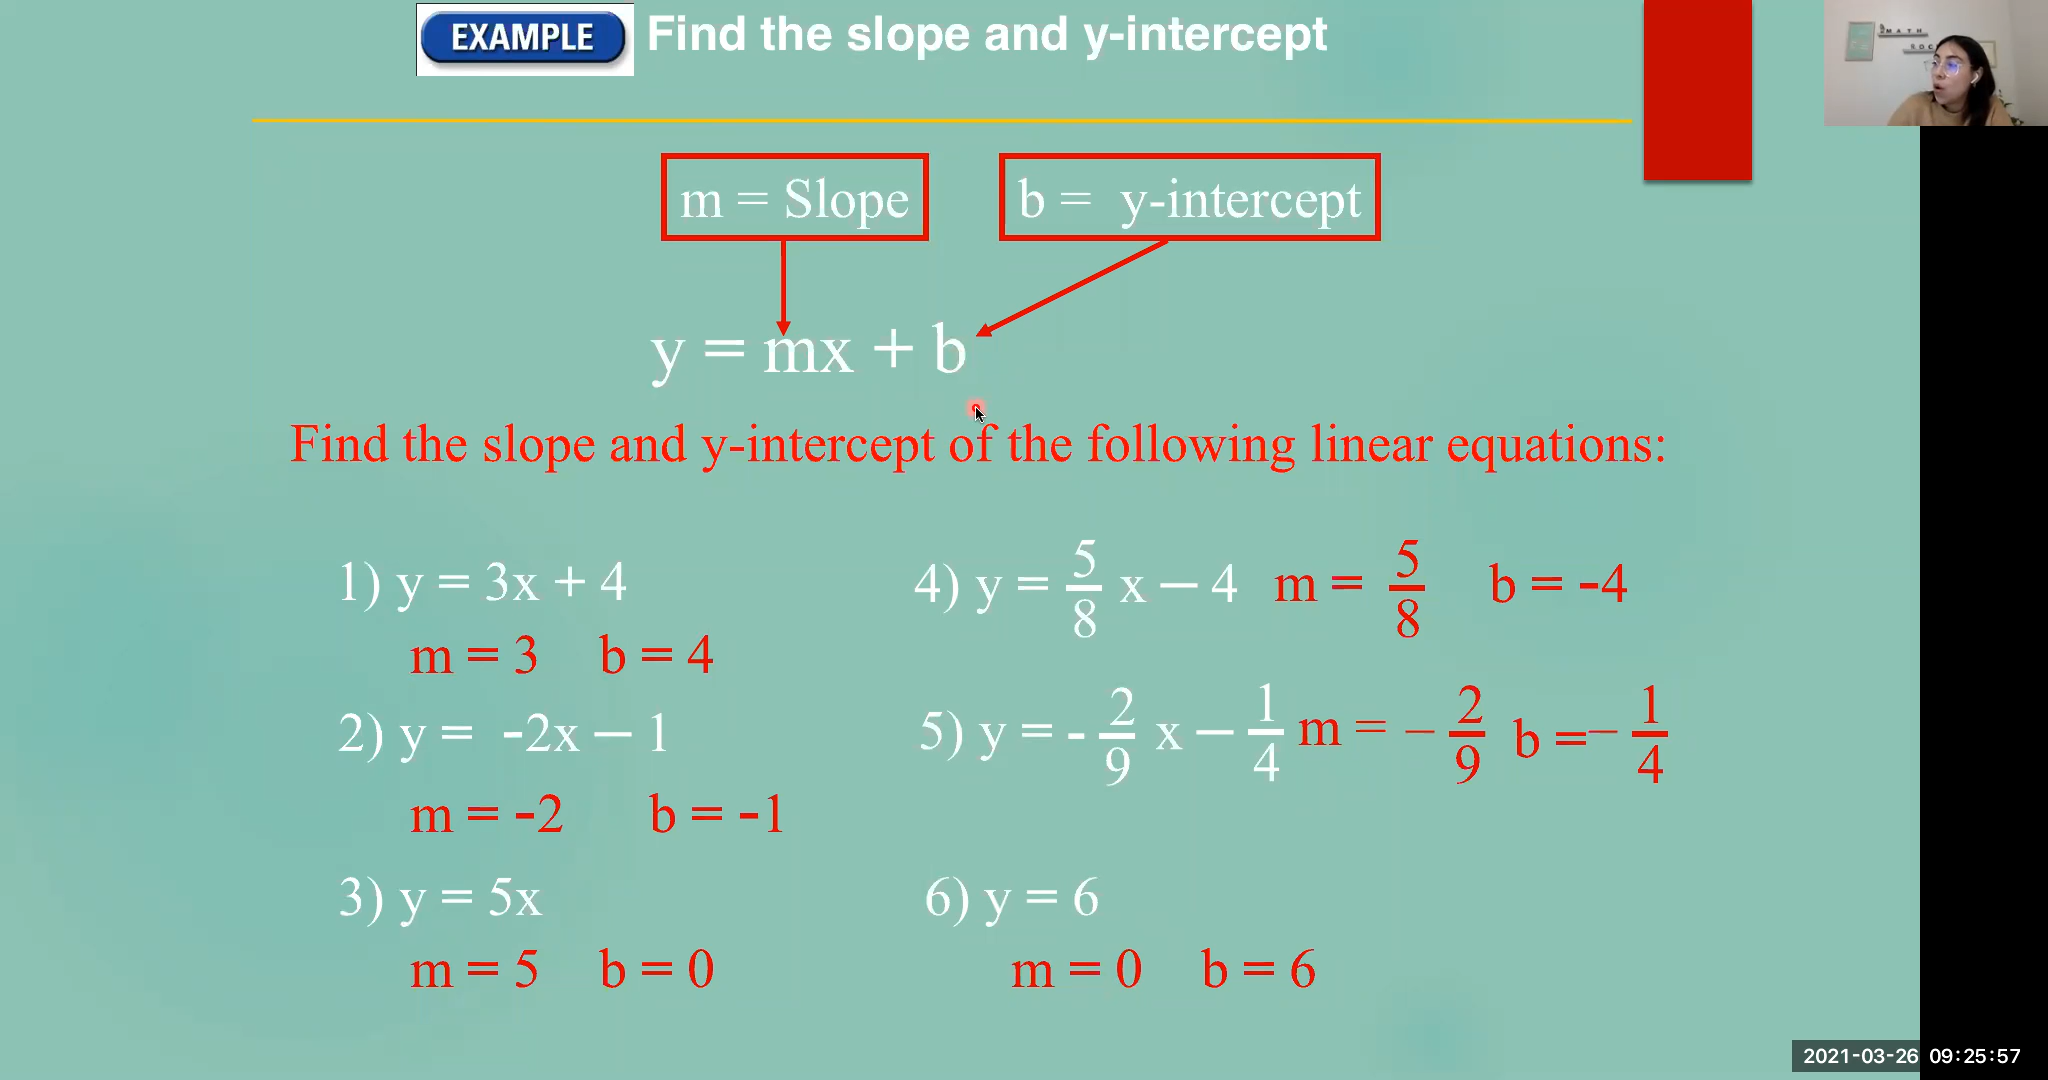 EXAMPLE Find the slope and y-intercept
MATH
ROC
m = Slope
b = y-intercept
y = mx + b
Find the slope and y-intercept of the following linear equations:
1) y = 3x + 4
m = 3 b = 4
2) y = -2x – 1
m = -2 b = -1
3) y = 5x
m = 5 b = 0
4) y = 5/8 x – 4 m = 5/8 b = -4
5) y = - 2/9 x – 1/4 m = – 2/9 b = – 1/4
6) y = 6
m = 0 b = 6
2021-03-26 09:25:57